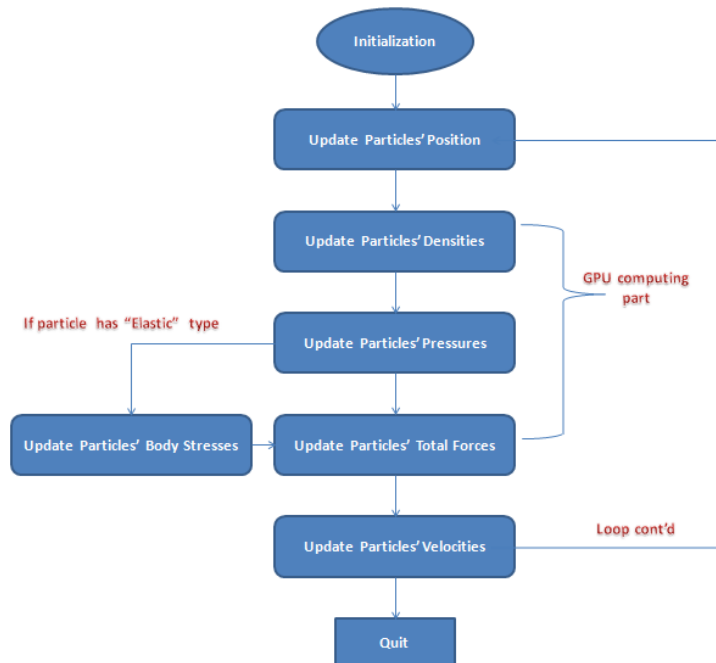 Initialization
Update Particles' Position
Update Particles' Densities
GPU computing
part
If particle has "Elastic" type
Update Particles' Pressures
Update Particles' Body Stresses
Update Particles' Total Forces
Loop cont'd
Update Particles' Velocities
Quit